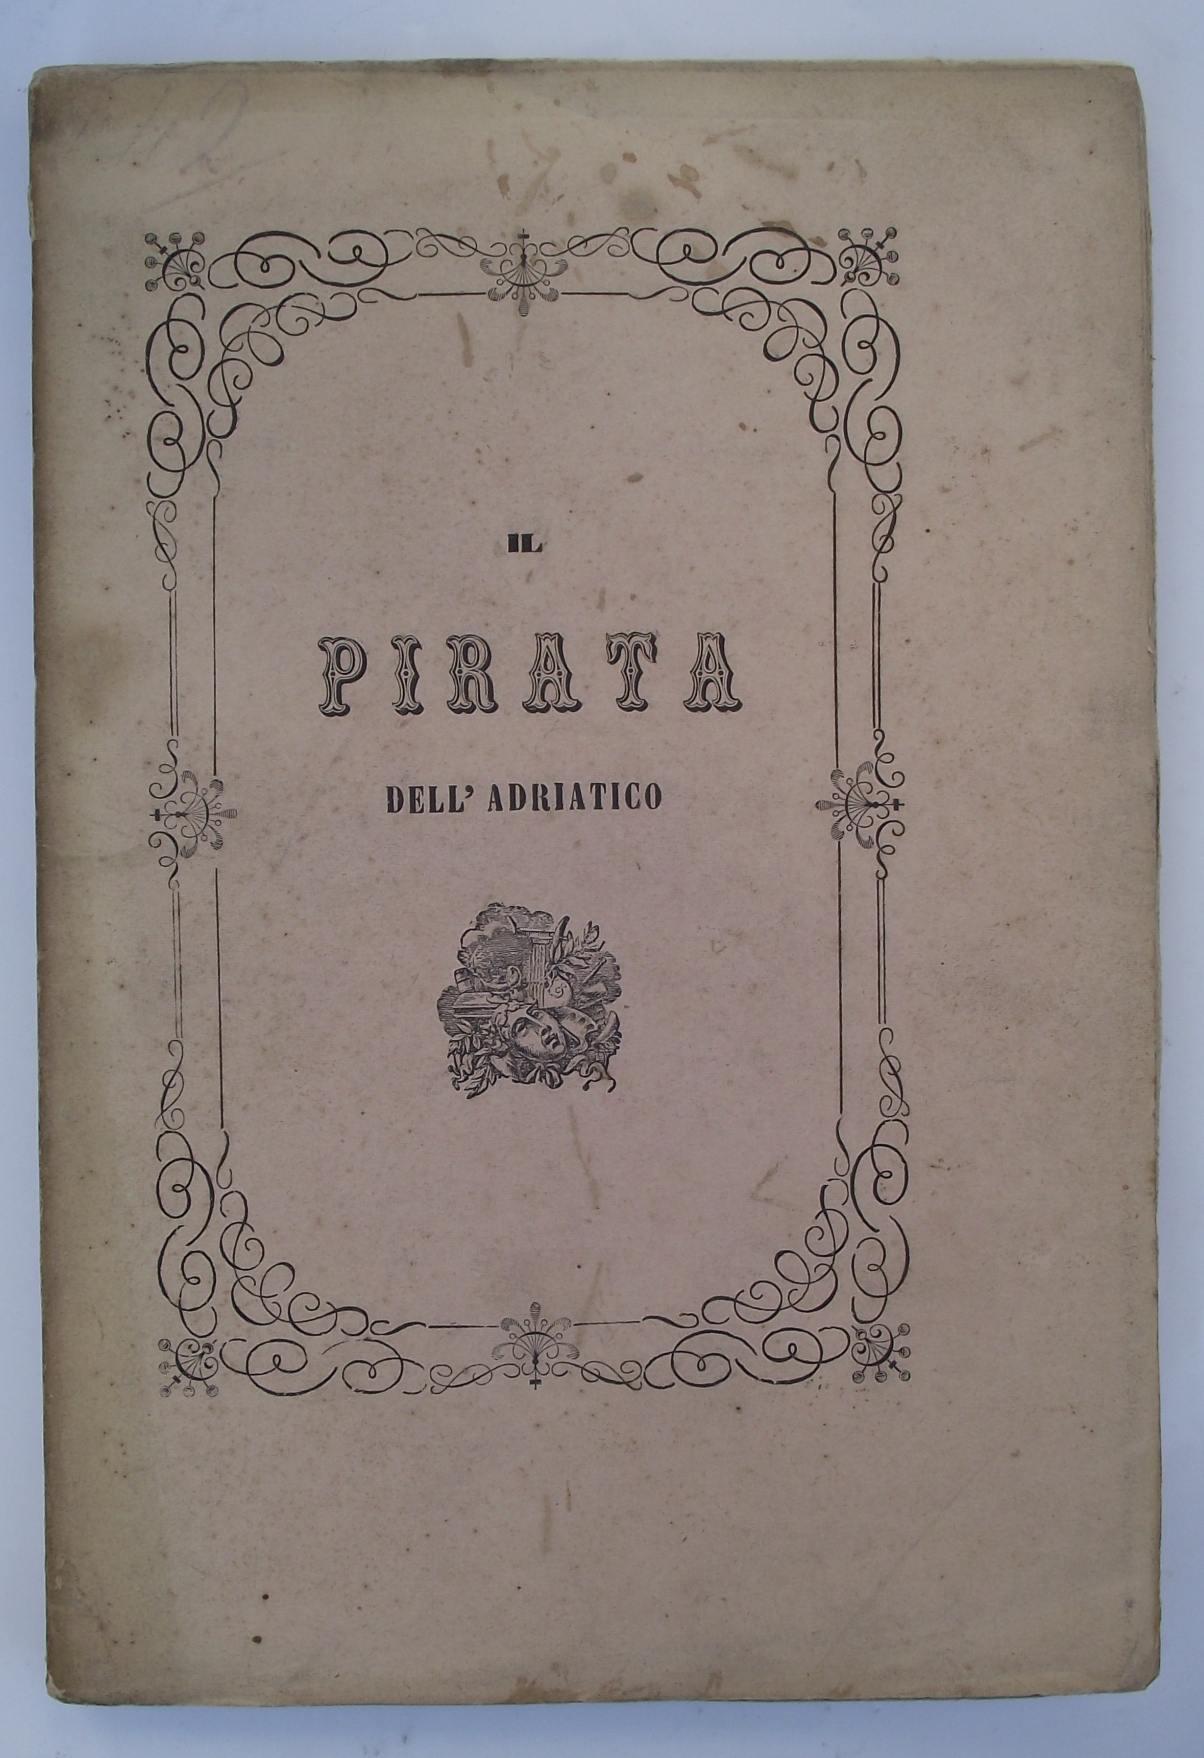 IL
PIRATA
DELL' ADRIATICO